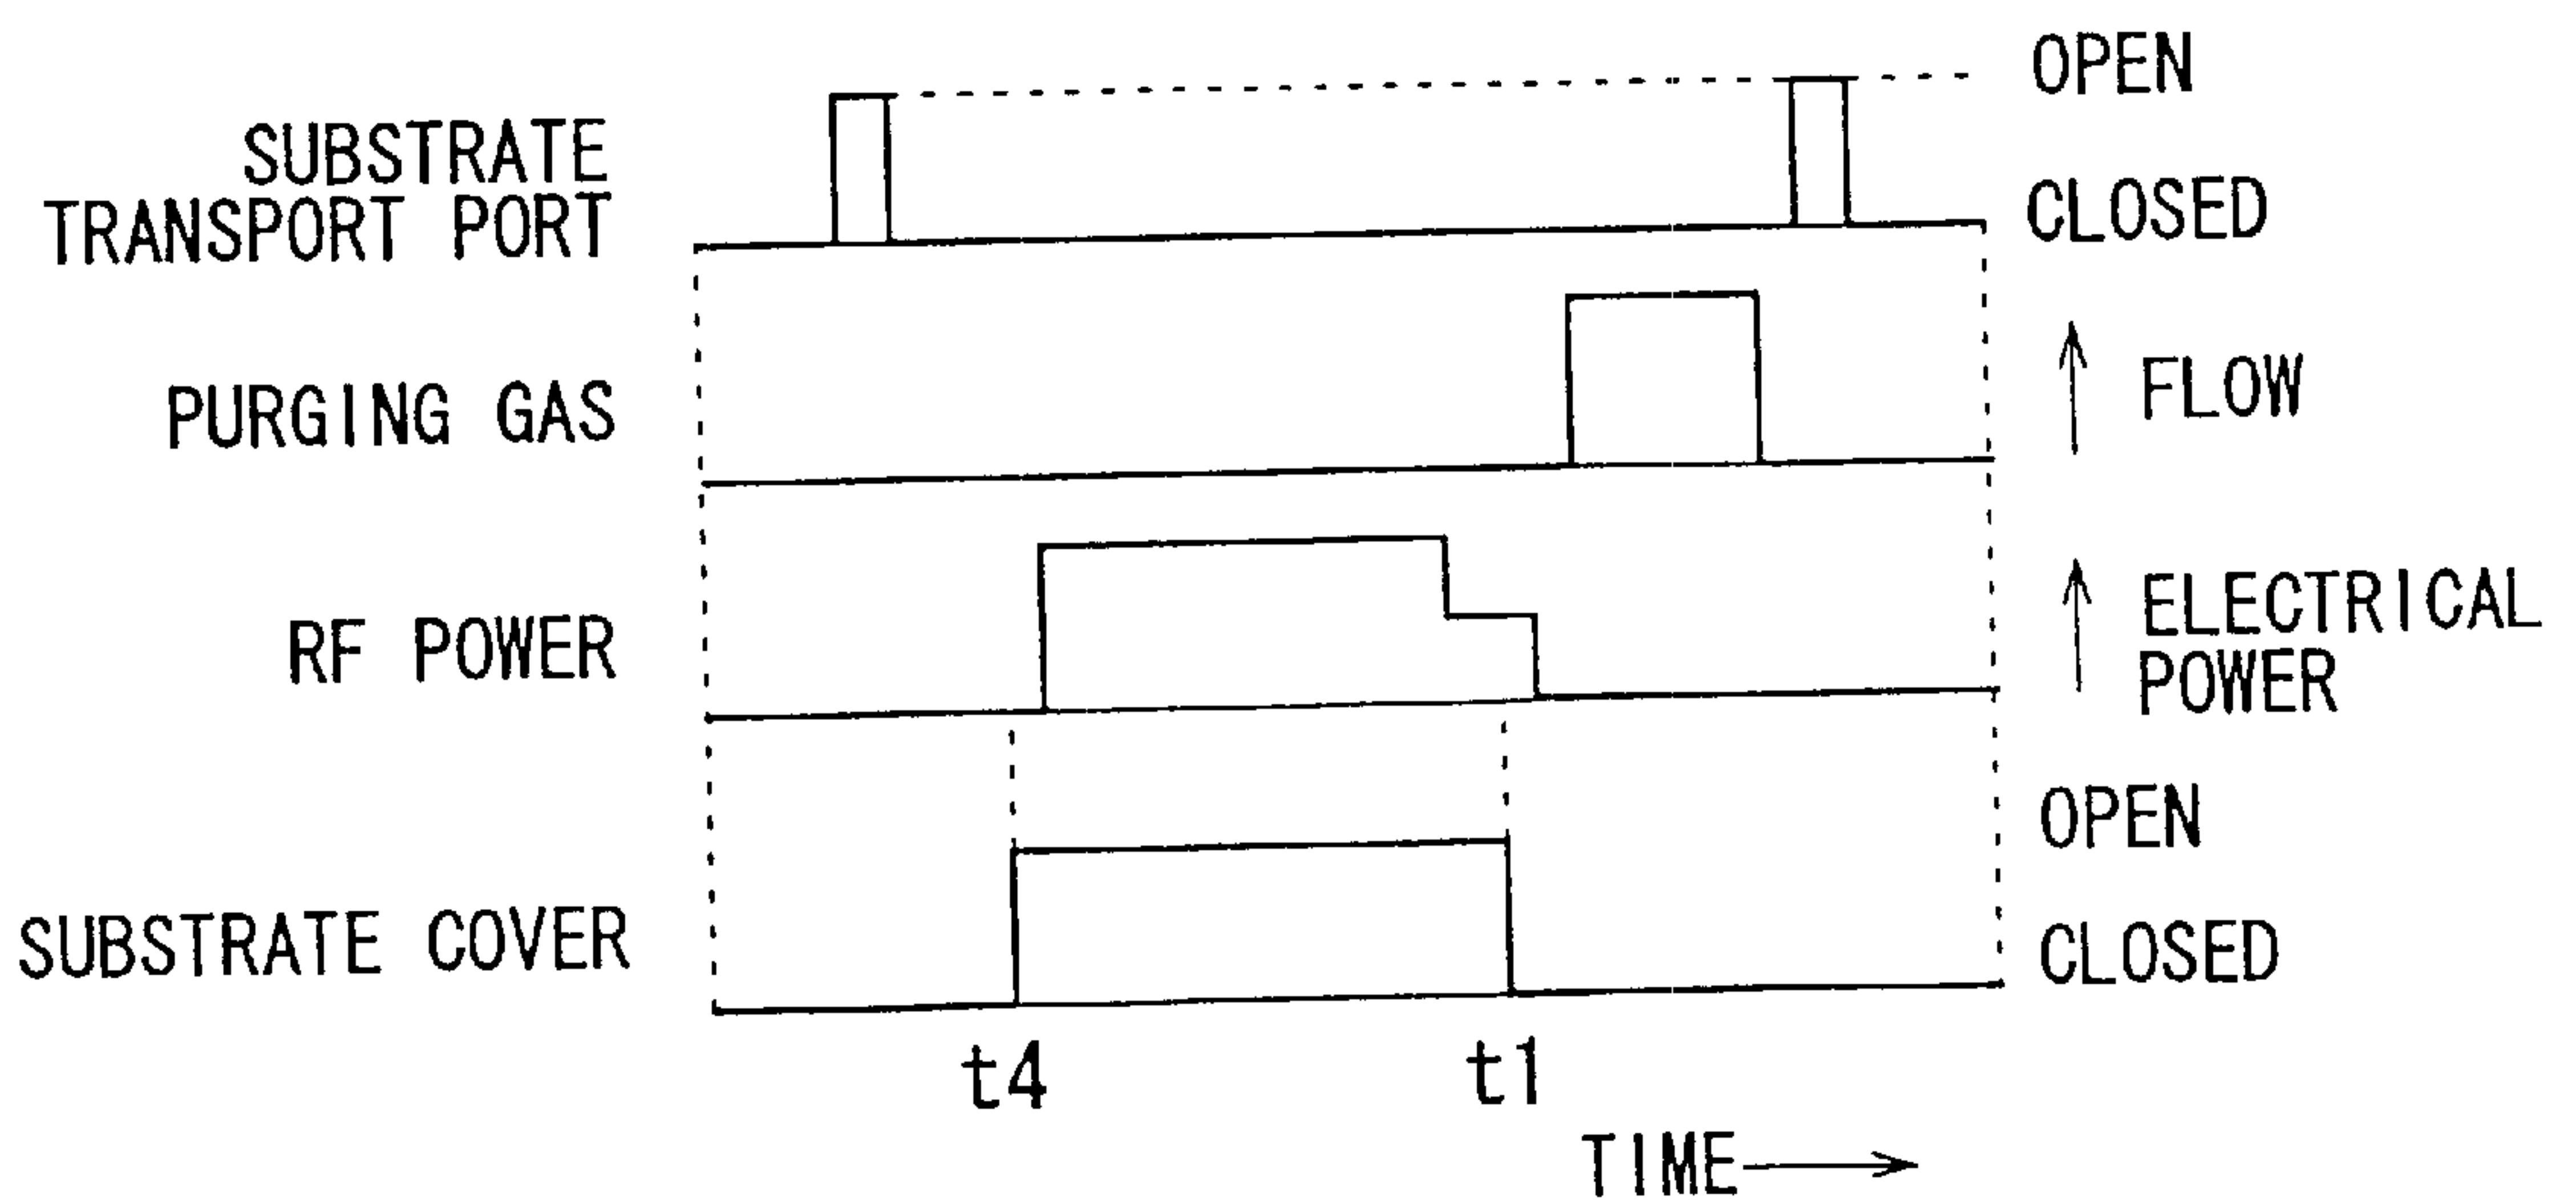 OPEN
SUBSTRATE
TRANSPORT PORT
CLOSED
PURGING GAS
FLOW
RF POWER
ELECTRICAL
POWER
OPEN
SUBSTRATE COVER
CLOSED
t4
t1
TIME